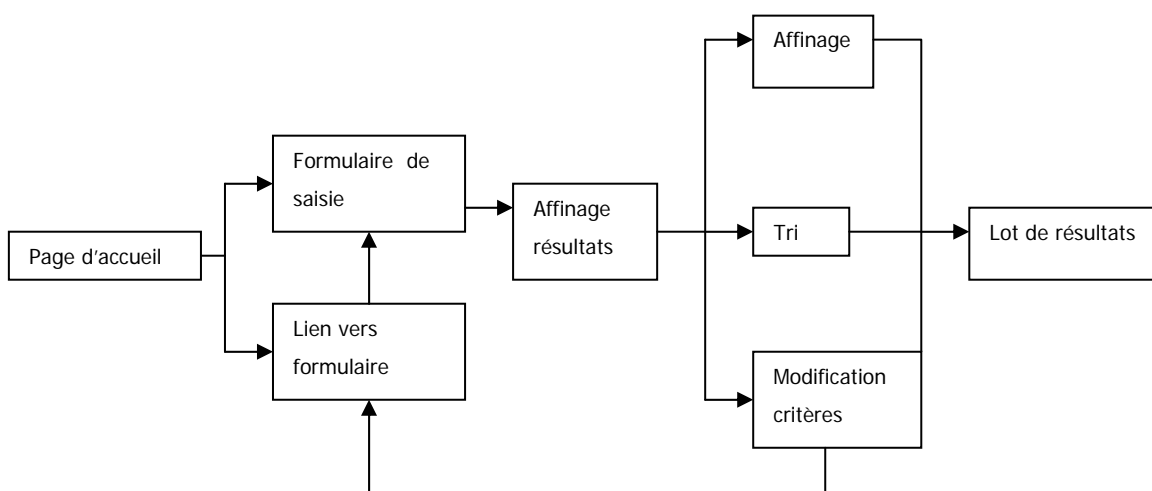 Page d'accueil
Formulaire de
saisie
Lien vers
formulaire
Affinage
résultats
Affinage
Tri
Modification
critères
Lot de résultats